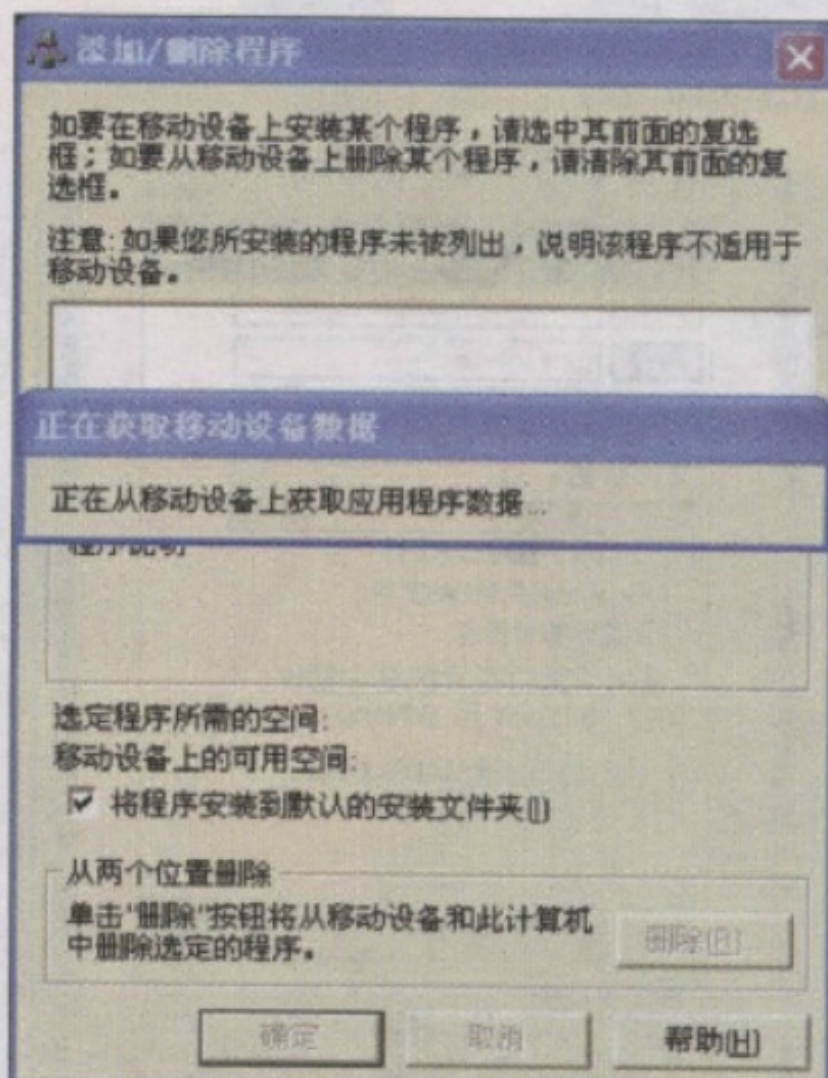 添加/删除程序
如要在移动设备上安装某个程序，请选中其前面的复选
框；如要从移动设备上删除某个程序，请清除其前面的复
选框。
注意:如果您所安装的程序未被列出，说明该程序不适用于
移动设备。
正在获取移动设备数据
正在从移动设备上获取应用程序数据...
程序说明
选定程序所需的空间:
移动设备上的可用空间:
将程序安装到默认的安装文件夹(I)
从两个位置删除
单击"删除"按钮将从移动设备和此计算机
中删除选定的程序。
删除(R)...
确定
取消
帮助(H)